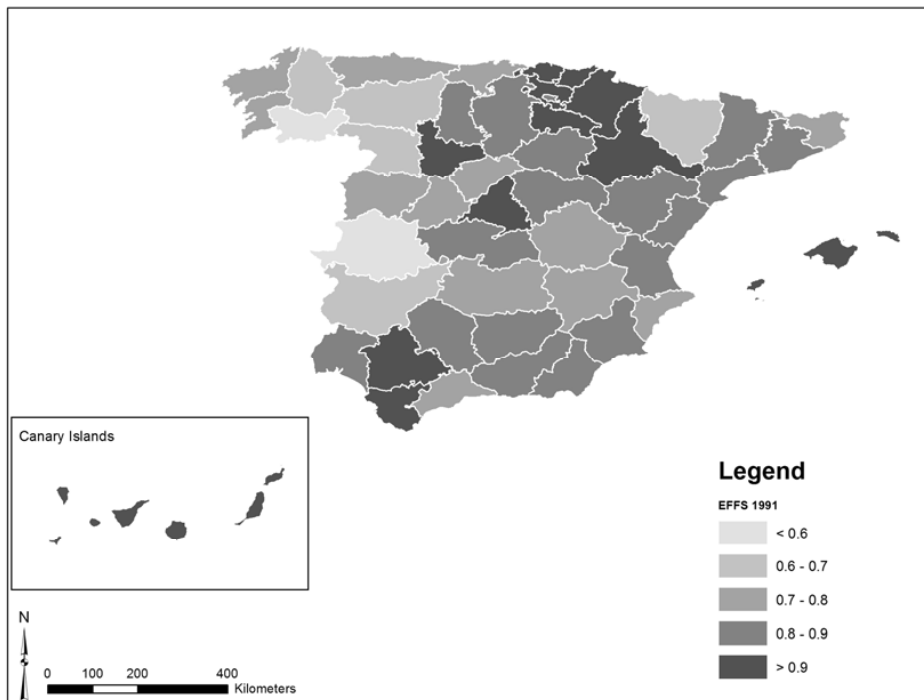 Canary Islands
Legend
EFFS 1991
< 0.6
0.6 - 0.7
0.7 - 0.8
0.8 - 0.9
> 0.9
N
0 100 200 400
Kilometers